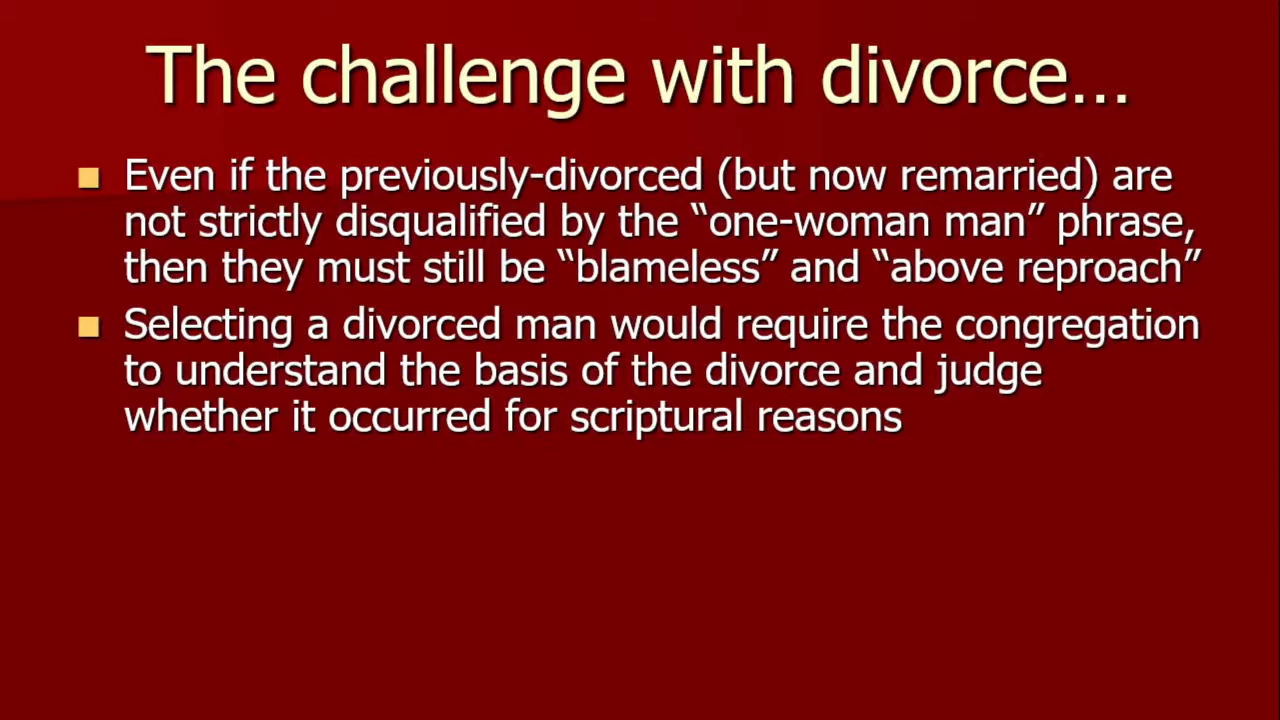 The challenge with divorce...
Even if the previously-divorced (but now remarried) are
not strictly disqualified by the “one-woman man” phrase,
then they must still be “blameless” and “above reproach”
Selecting a divorced man would require the congregation
to understand the basis of the divorce and judge
whether it occurred for scriptural reasons